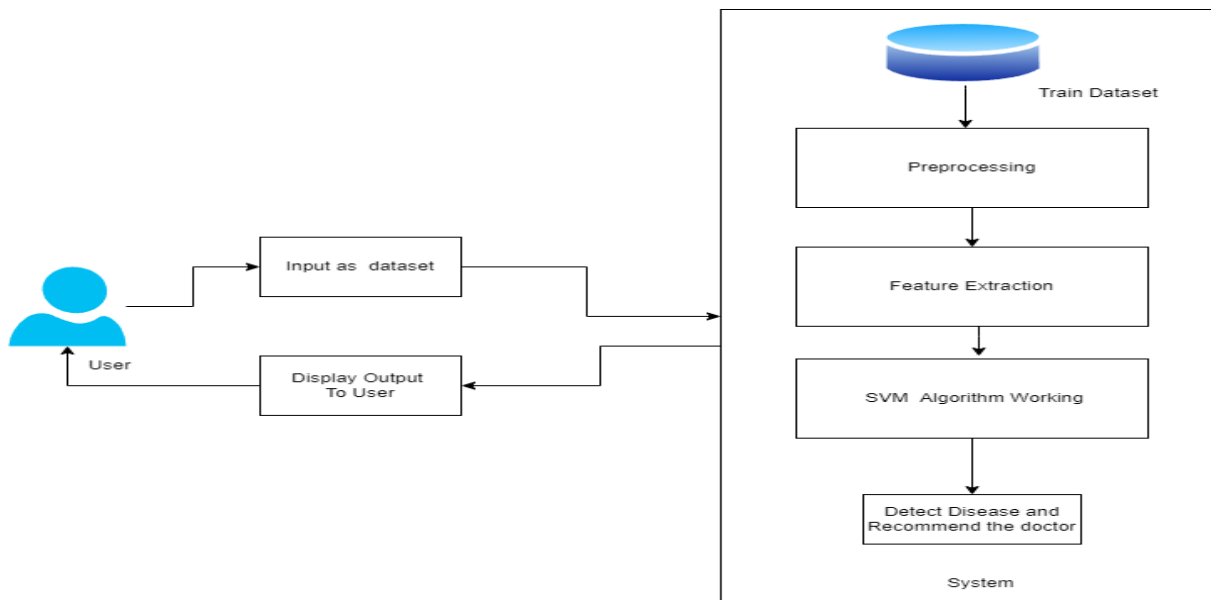 Train Dataset
Preprocessing
Input as dataset
Feature Extraction
User
Display Output
To User
SVM Algorithm Working
Detect Disease and
Recommend the doctor
System